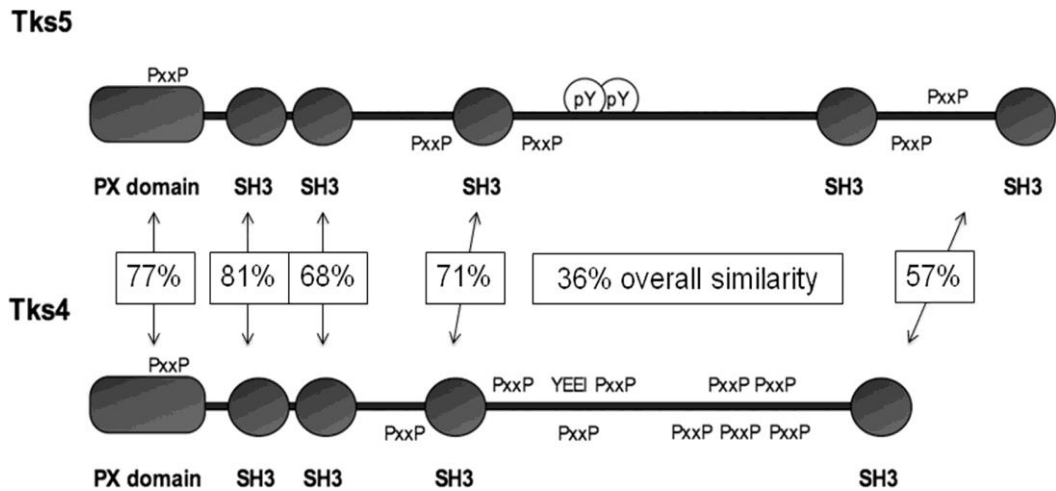 Tks5
PxxP
pY pY
PxxP
PxxP PxxP PxxP
PX domain SH3 SH3 SH3 SH3 SH3
77% 81% 68% 71% 36% overall similarity 57%
Tks4
PxxP
PxxP YEEI PxxP PxxP PxxP
PxxP PxxP PxxP PxxP PxxP
PX domain SH3 SH3 SH3 SH3